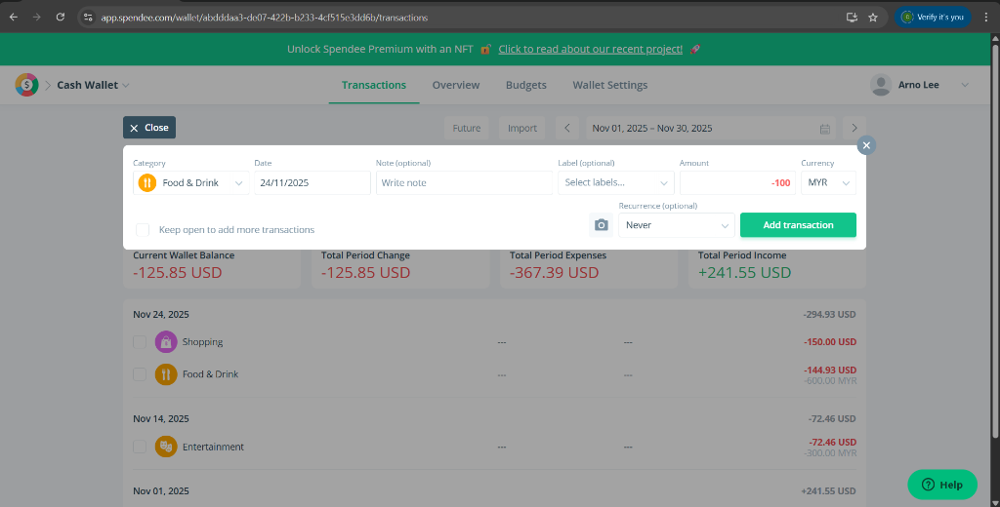 app.spendee.com/wallet/abdddaa3-de07-422b-b233-4cf515e3dd6b/transactions
Verify it's you
Unlock Spendee Premium with an NFT 🔓 Click to read about our recent project! 🚀
Cash Wallet
Transactions
Overview
Budgets
Wallet Settings
Arno Lee
Close
Future
Import
Nov 01, 2025 – Nov 30, 2025
Category
Date
Note (optional)
Label (optional)
Amount
Currency
Food & Drink
24/11/2025
Write note
Select labels...
-100
MYR
Recurrence (optional)
Keep open to add more transactions
Never
Add transaction
Current Wallet Balance
Total Period Change
Total Period Expenses
Total Period Income
-125.85 USD
-125.85 USD
-367.39 USD
+241.55 USD
Nov 24, 2025
-294.93 USD
Shopping
---
---
-150.00 USD
Food & Drink
---
---
-144.93 USD
-600.00 MYR
Nov 14, 2025
-72.46 USD
Entertainment
---
---
-72.46 USD
-300.00 MYR
Nov 01, 2025
+241.55 USD
Help